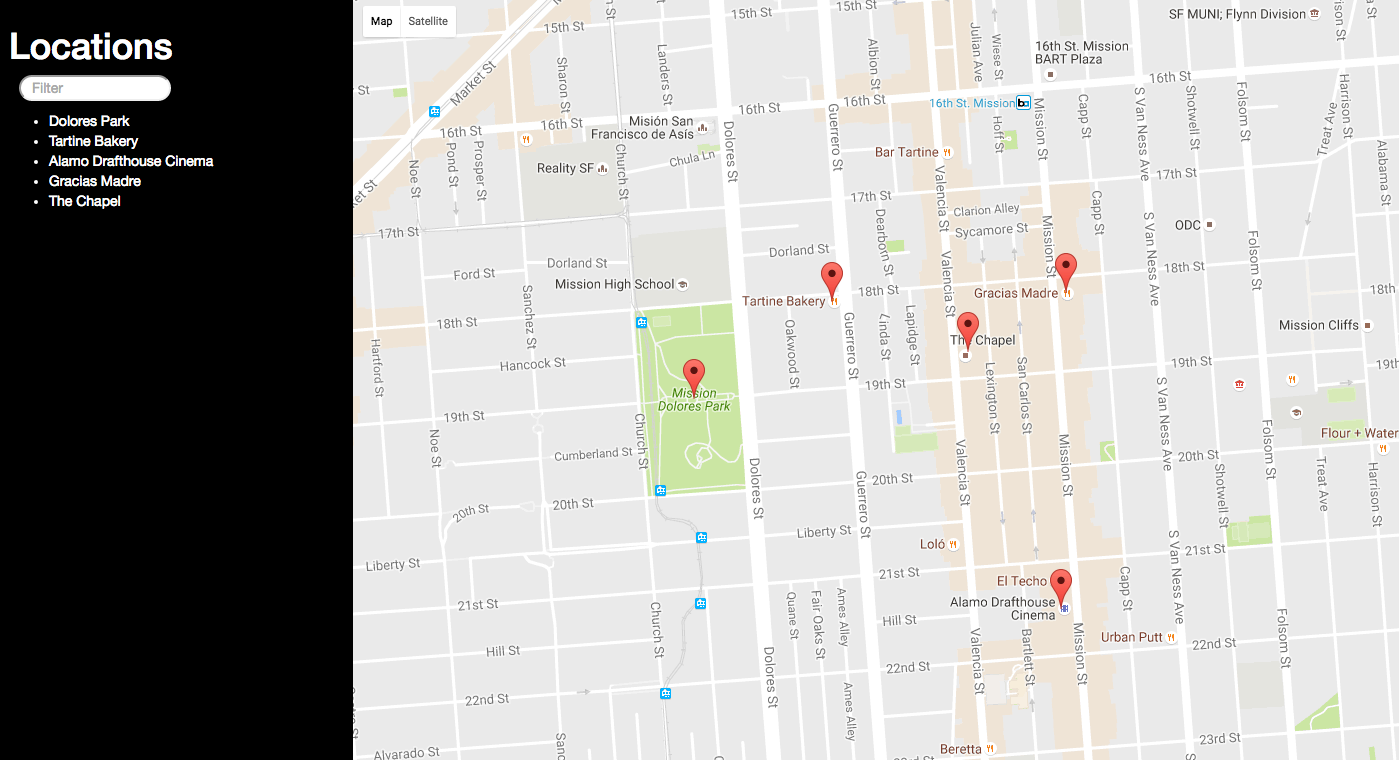 Locations
Filter
Dolores Park
Tartine Bakery
Alamo Drafthouse Cinema
Gracias Madre
The Chapel
Map
Satellite
15th St
15th St
15th St
SF MUNI; Flynn Division
16th St. Mission
BART Plaza
Market St
Sharon St
Landers St
Albion St
Julian Ave
Wiese St
Harrison St
16th St
16th St. Mission
16th St
16th St
16th St
16th St
Misión San
Francisco de Asís
Chula Ln
Reality SF
Bar Tartine
Hoff St
Mission St
Capp St
S Van Ness Ave
Shotwell St
Folsom St
Treat Ave
Harrison St
Alabama St
Noe St
Pond St
Prosper St
Church St
Dolores St
Guerrero St
Valencia St
17th St
17th St
17th St
Clarion Alley
Sycamore St
Dearborn St
Mission St
Capp St
S Van Ness Ave
ODC
Folsom St
Dorland St
Dorland St
Ford St
Mission High School
Sanchez St
18th St
18th St
18th St
18th St
Tartine Bakery
Gracias Madre
Valencia St
Lapidge St
Linda St
Oakwood St
Guerrero St
The Chapel
Mission Cliffs
Hartford St
Hancock St
19th St
19th St
19th St
19th St
Lexington St
San Carlos St
Mission
Dolores Park
Noe St
Church St
Cumberland St
Dolores St
Guerrero St
Valencia St
Mission St
S Van Ness Ave
Folsom St
Flour + Water
20th St
20th St
20th St
20th St
Shotwell St
Treat Ave
Harrison St
Liberty St
Liberty St
Loló
21st St
21st St
21st St
El Techo
Alamo Drafthouse
Cinema
Capp St
S Van Ness Ave
Quane St
Fair Oaks St
Ames Alley
Hill St
Hill St
Church St
Dolores St
Valencia St
Bartlett St
Mission St
Urban Putt
22nd St
22nd St
22nd St
Folsom St
Ames Alley
Alvarado St
Beretta
23rd St